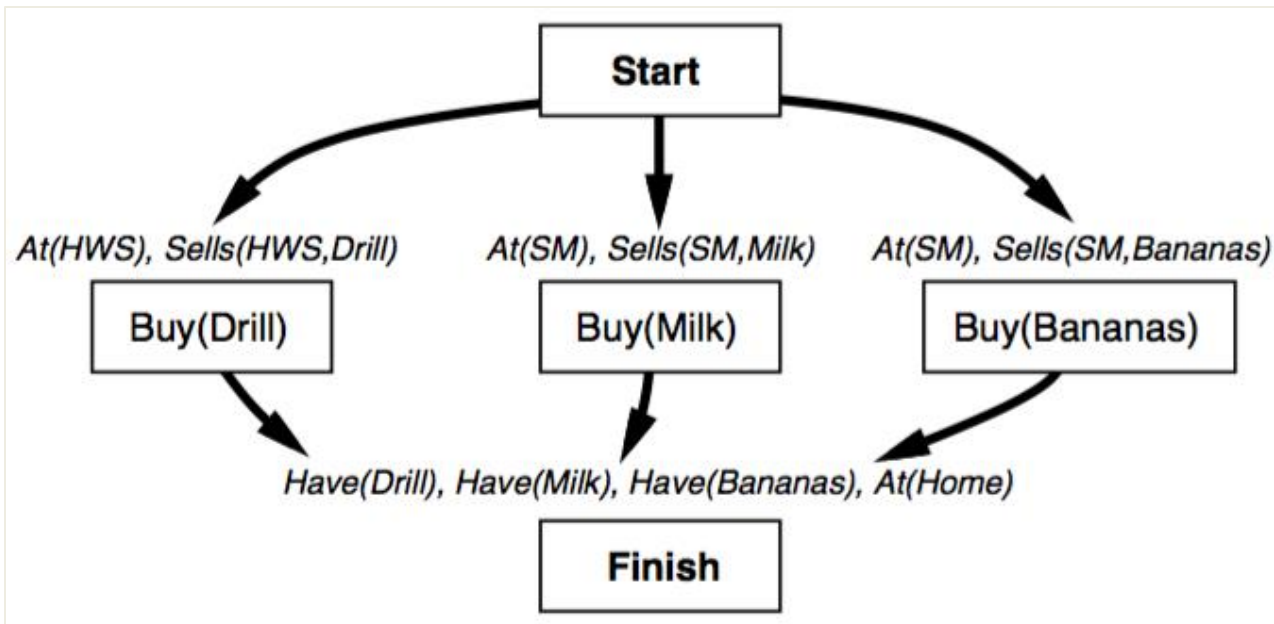 Start
At(HWS), Sells(HWS,Drill) At(SM), Sells(SM,Milk) At(SM), Sells(SM,Bananas)
Buy(Drill) Buy(Milk) Buy(Bananas)
Have(Drill), Have(Milk), Have(Bananas), At(Home)
Finish